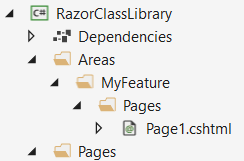 C# RazorClassLibrary
Dependencies
Areas
MyFeature
Pages
Page1.cshtml
Pages